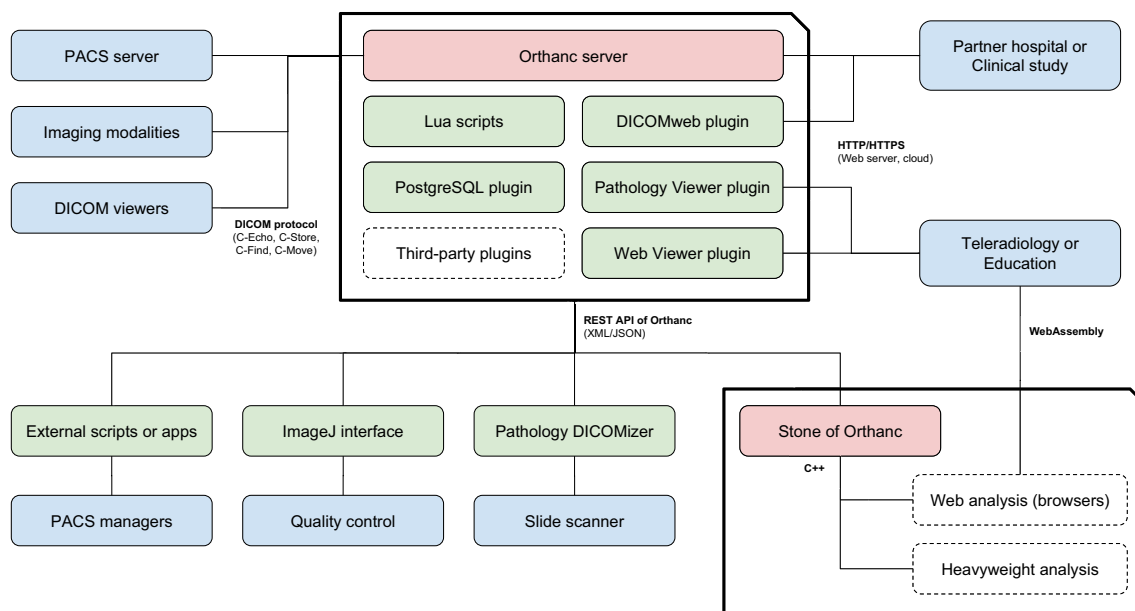 PACS server
Orthanc server
Partner hospital or
Clinical study
Imaging modalities
Lua scripts
DICOMweb plugin
HTTP/HTTPS
(Web server, cloud)
DICOM viewers
PostgreSQL plugin
Pathology Viewer plugin
DICOM protocol
(C-Echo, C-Store,
C-Find, C-Move)
Third-party plugins
Web Viewer plugin
Teleradiology or
Education
REST API of Orthanc
(XML/JSON)
WebAssembly
External scripts or apps
ImageJ interface
Pathology DICOMizer
Stone of Orthanc
C++
PACS managers
Quality control
Slide scanner
Web analysis (browsers)
Heavyweight analysis